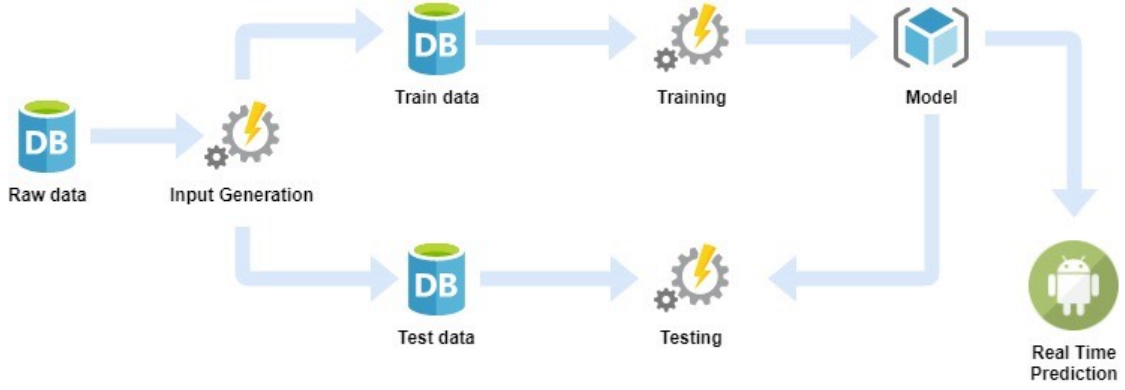 DB
Train data
Training
Model
DB
Raw data
Input Generation
DB
Test data
Testing
Real Time
Prediction